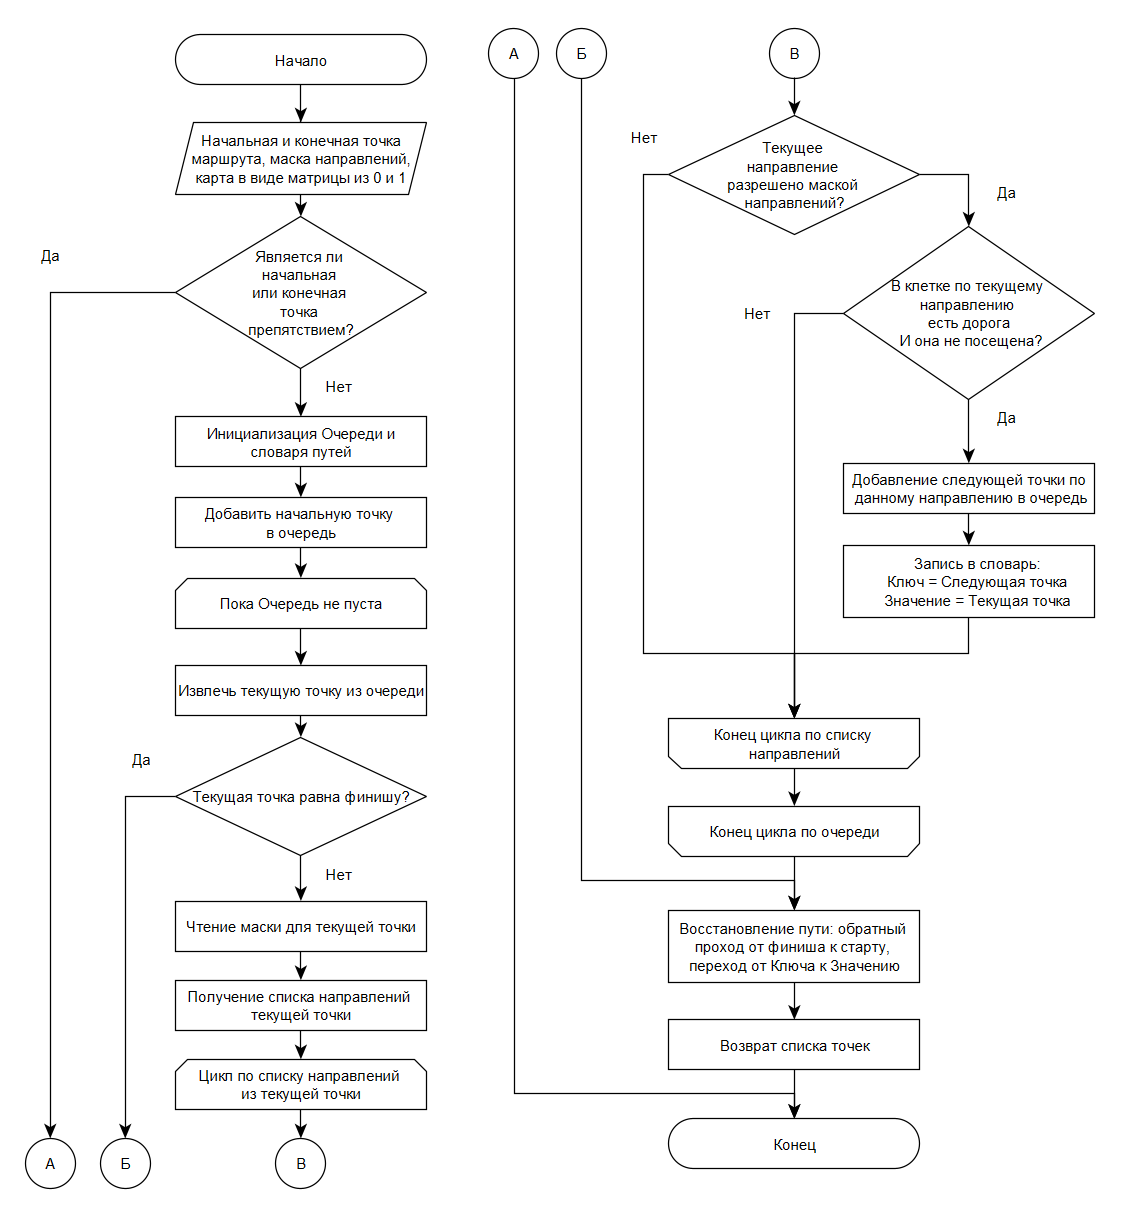 Начало
Начальная и конечная точка
маршрута, маска направлений,
карта в виде матрицы из 0 и 1
Да
Является ли
начальная
или конечная
точка
препятствием?
Нет
Инициализация Очереди и
словаря путей
Добавить начальную точку
в очередь
Пока Очередь не пуста
Извлечь текущую точку из очереди
Да
Текущая точка равна финишу?
Нет
Чтение маски для текущей точки
Получение списка направлений
текущей точки
Цикл по списку направлений
из текущей точки
А
Б
В
А
Б
В
Нет
Текущее
направление
разрешено маской
направлений?
Да
Нет
В клетке по текущему
направлению
есть дорога
И она не посещена?
Да
Добавление следующей точки по
данному направлению в очередь
Запись в словарь:
Ключ = Следующая точка
Значение = Текущая точка
Конец цикла по списку
направлений
Конец цикла по очереди
Восстановление пути: обратный
проход от финиша к старту,
переход от Ключа к Значению
Возврат списка точек
Конец